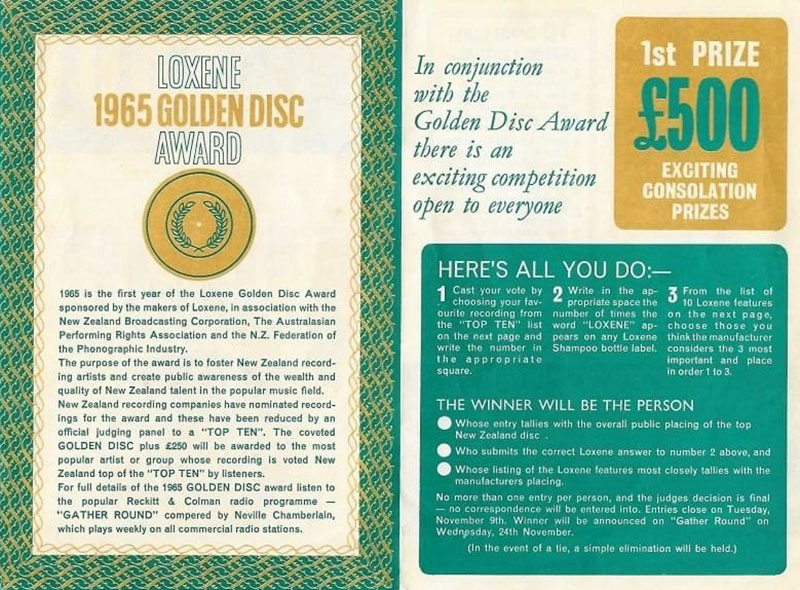 LOXENE
1965 GOLDEN DISC
AWARD
1965 is the first year of the Loxene Golden Disc Award
sponsored by the makers of Loxene, in association with the
New Zealand Broadcasting Corporation, The Australasian
Performing Rights Association and the N.Z. Federation of
the Phonographic Industry.
The purpose of the award is to foster New Zealand record-
ing artists and create public awareness of the wealth and
quality of New Zealand talent in the popular music field.
New Zealand recording companies have nominated record-
ings for the award and these have been reduced by an
official judging panel to a "TOP TEN". The coveted
GOLDEN DISC plus £250 will be awarded to the most
popular artist or group whose recording is voted New
Zealand top of the "TOP TEN" by listeners.
For full details of the 1965 GOLDEN DISC award listen to
the popular Reckitt & Colman radio programme —
"GATHER ROUND" compered by Neville Chamberlain,
which plays weekly on all commercial radio stations.
In conjunction
with the
Golden Disc Award
there is an
exciting competition
open to everyone
1st PRIZE
£500
EXCITING
CONSOLATION
PRIZES
HERE'S ALL YOU DO:—
1 Cast your vote by
choosing your fav-
ourite recording from
the "TOP TEN" list
on the next page and
write the number in
the appropriate
square.
2 Write in the ap-
propriate space the
number of times the
word "LOXENE" ap-
pears on any Loxene
Shampoo bottle label.
3 From the list of
10 Loxene features
on the next page,
choose those you
think the manufacturer
considers the 3 most
important and place
in order 1 to 3.
THE WINNER WILL BE THE PERSON
Whose entry tallies with the overall public placing of the top
New Zealand disc .
Who submits the correct Loxene answer to number 2 above, and
Whose listing of the Loxene features most closely tallies with the
manufacturers placing.
No more than one entry per person, and the judges decision is final
— no correspondence will be entered into. Entries close on Tuesday,
November 9th. Winner will be announced on "Gather Round" on
Wednesday, 24th November.
(In the event of a tie, a simple elimination will be held.)